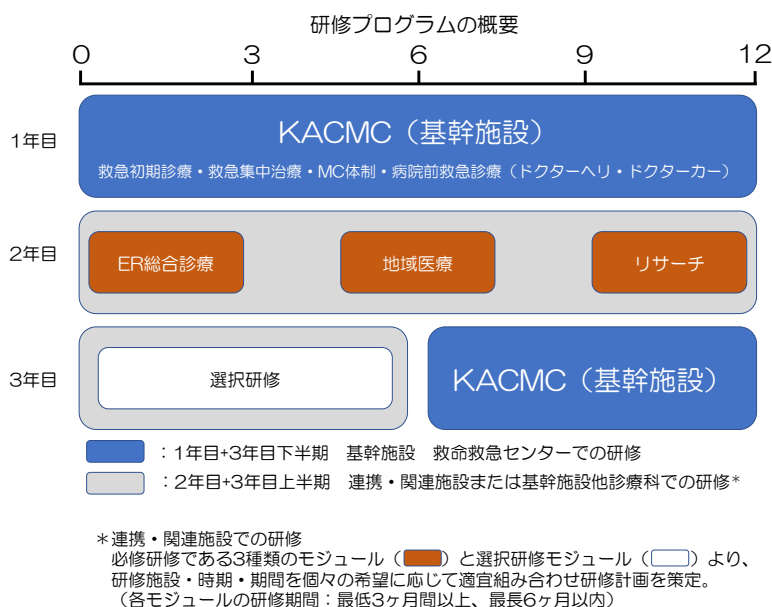 研修プログラムの概要
0 3 6 9 12
1年目
KACMC（基幹施設）
救急初期診療・救急集中治療・MC体制・病院前救急診療（ドクターヘリ・ドクターカー）
2年目
ER総合診療
地域医療
リサーチ
3年目
選択研修
KACMC（基幹施設）
：1年目+3年目下半期　基幹施設　救命救急センターでの研修
：2年目+3年目上半期　連携・関連施設または基幹施設他診療科での研修*
＊連携・関連施設での研修
必修研修である3種類のモジュール（　）と選択研修モジュール（　）より、
研修施設・時期・期間を個々の希望に応じて適宜組み合わせ研修計画を策定。
（各モジュールの研修期間：最低3ヶ月間以上、最長6ヶ月以内）